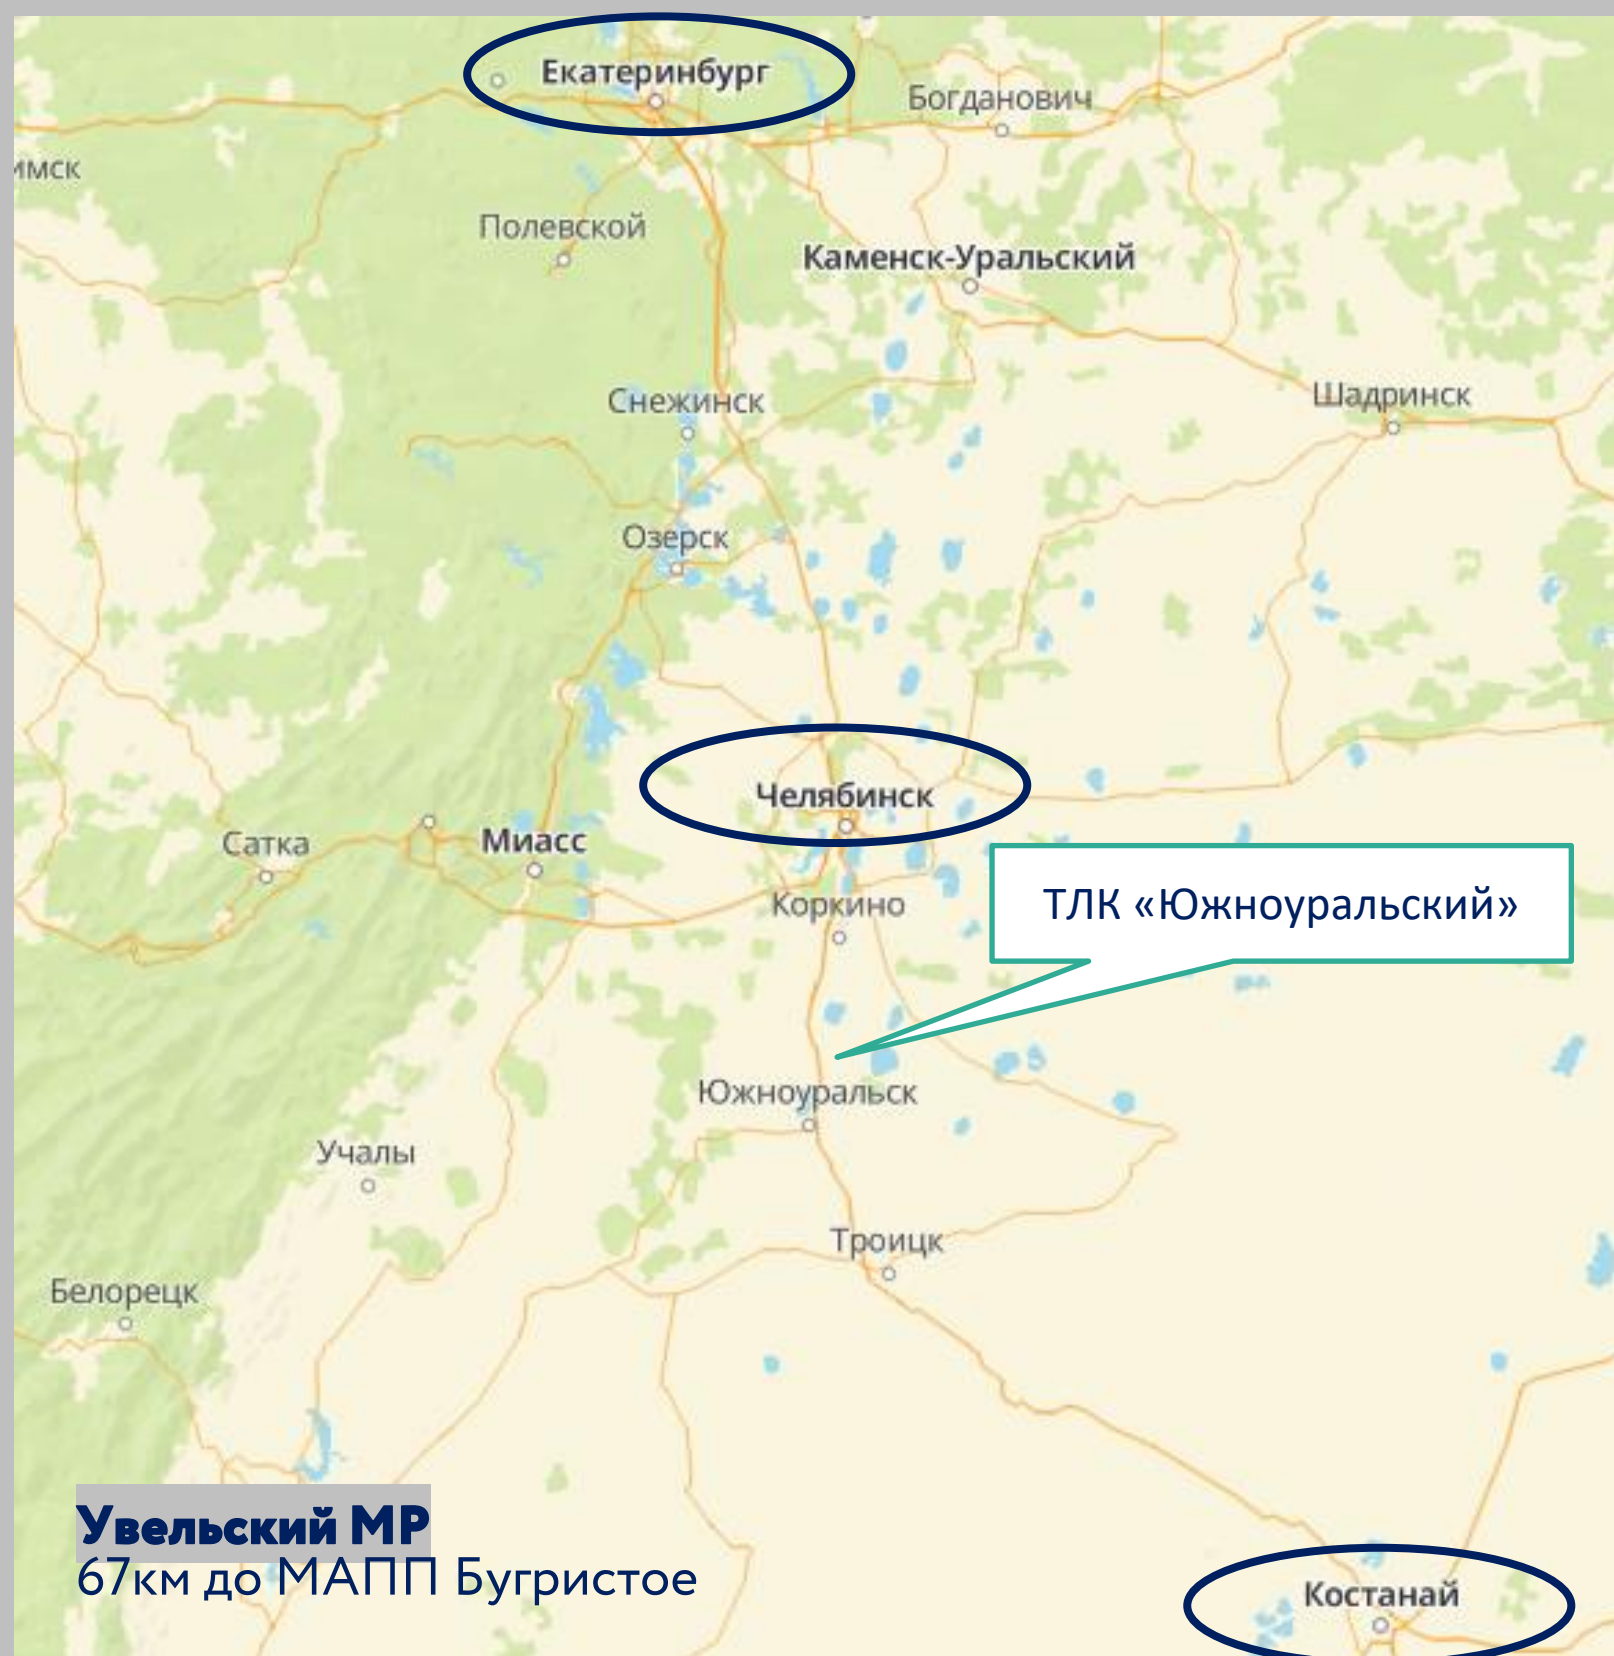 Екатеринбург
Богданович
имск
Полевской
Каменск-Уральский
Шадринск
Снежинск
Озерск
Челябинск
Сатка
Миасс
Коркино
ТЛК «Южноуральский»
Южноуральск
Учалы
Троицк
Белорецк
Увельский МР
67км до МАПП Бугристое
Костанай